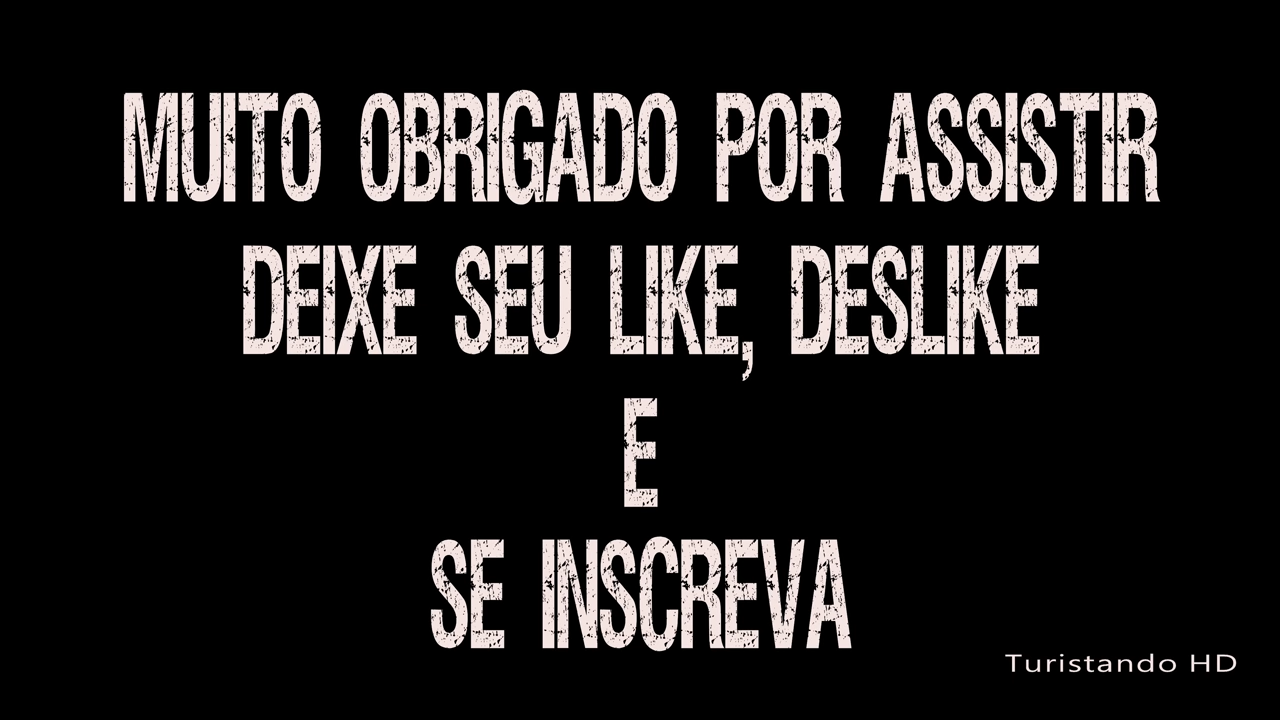 MUITO OBRIGADO POR ASSISTIR
DEIXE SEU LIKE, DESLIKE
E
SE INSCREVA
Turistando HD